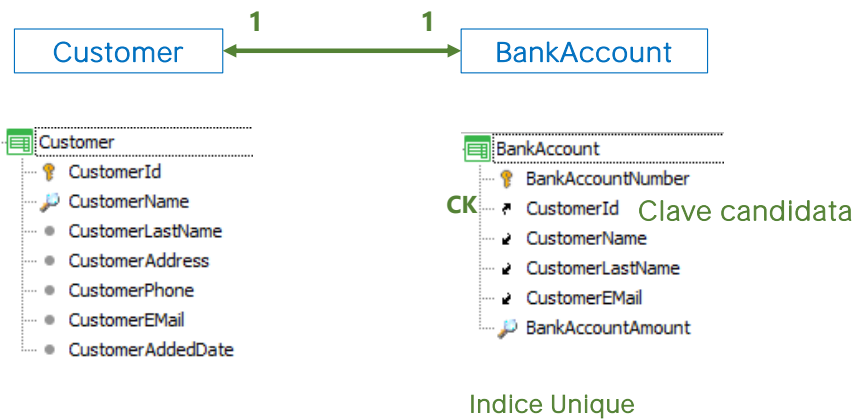 1
1
Customer
BankAccount
Customer
CustomerId
CustomerName
CustomerLastName
CustomerAddress
CustomerPhone
CustomerEMail
CustomerAddedDate
BankAccount
BankAccountNumber
CK CustomerId Clave candidata
CustomerName
CustomerLastName
CustomerEMail
BankAccountAmount
Indice Unique